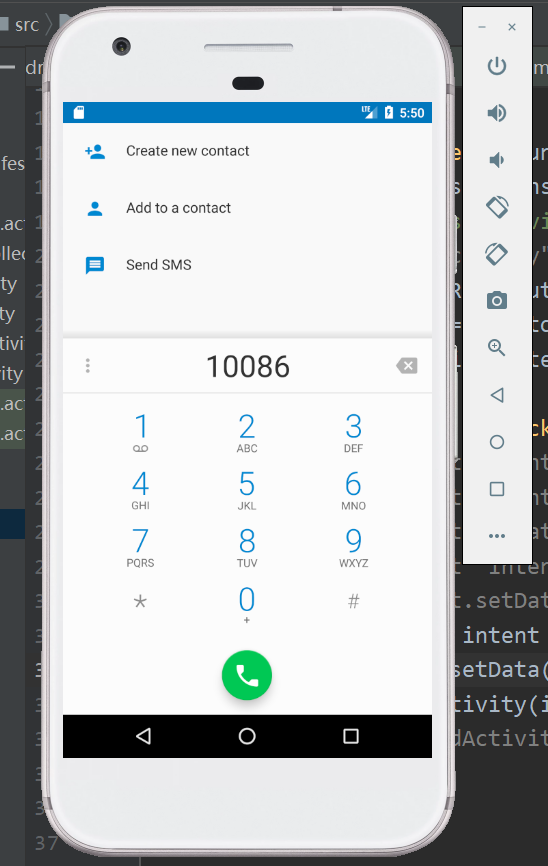 src
5:50
LTE
Create new contact
Add to a contact
Send SMS
10086
1
2 ABC
3 DEF
4 GHI
5 JKL
6 MNO
7 PQRS
8 TUV
9 WXYZ
*
0 +
#
.setDat
intent
setData(
tivity(i
dActivit
37